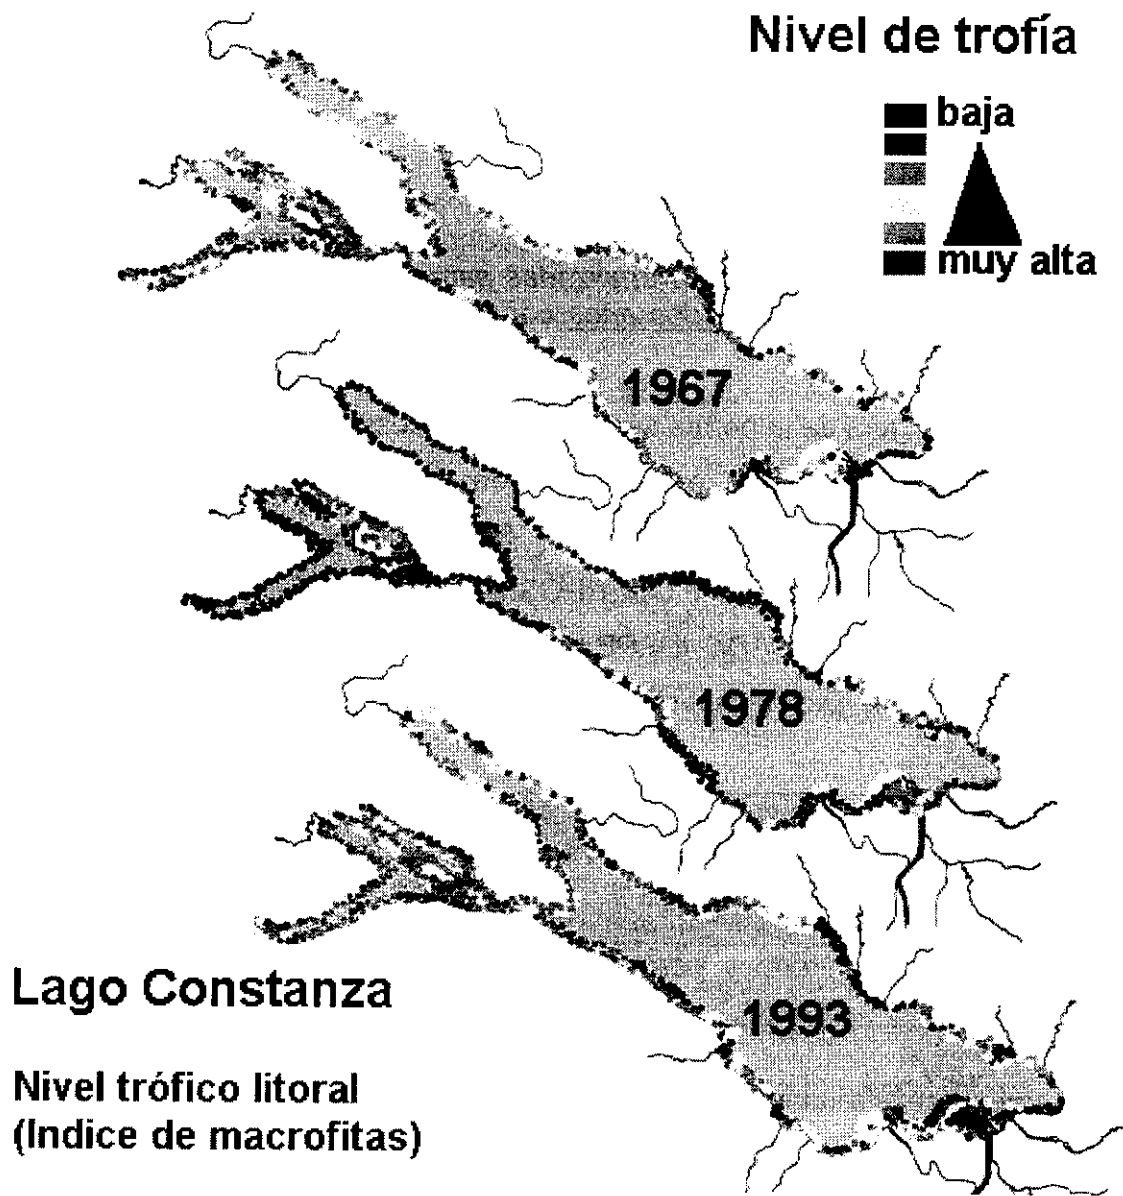 Nivel de trofía
baja
muy alta
1967
1978
1993
Lago Constanza
Nivel trófico litoral
(Indice de macrofitas)